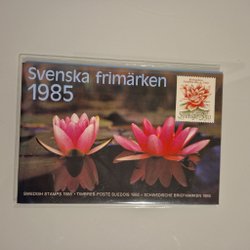 Svenska frimärken
1985
SWEDISH STAMPS 1985 · TIMBRES-POSTE SUEDOIS 1985 · SCHWEDISCHE BRIEFMARKEN 1985